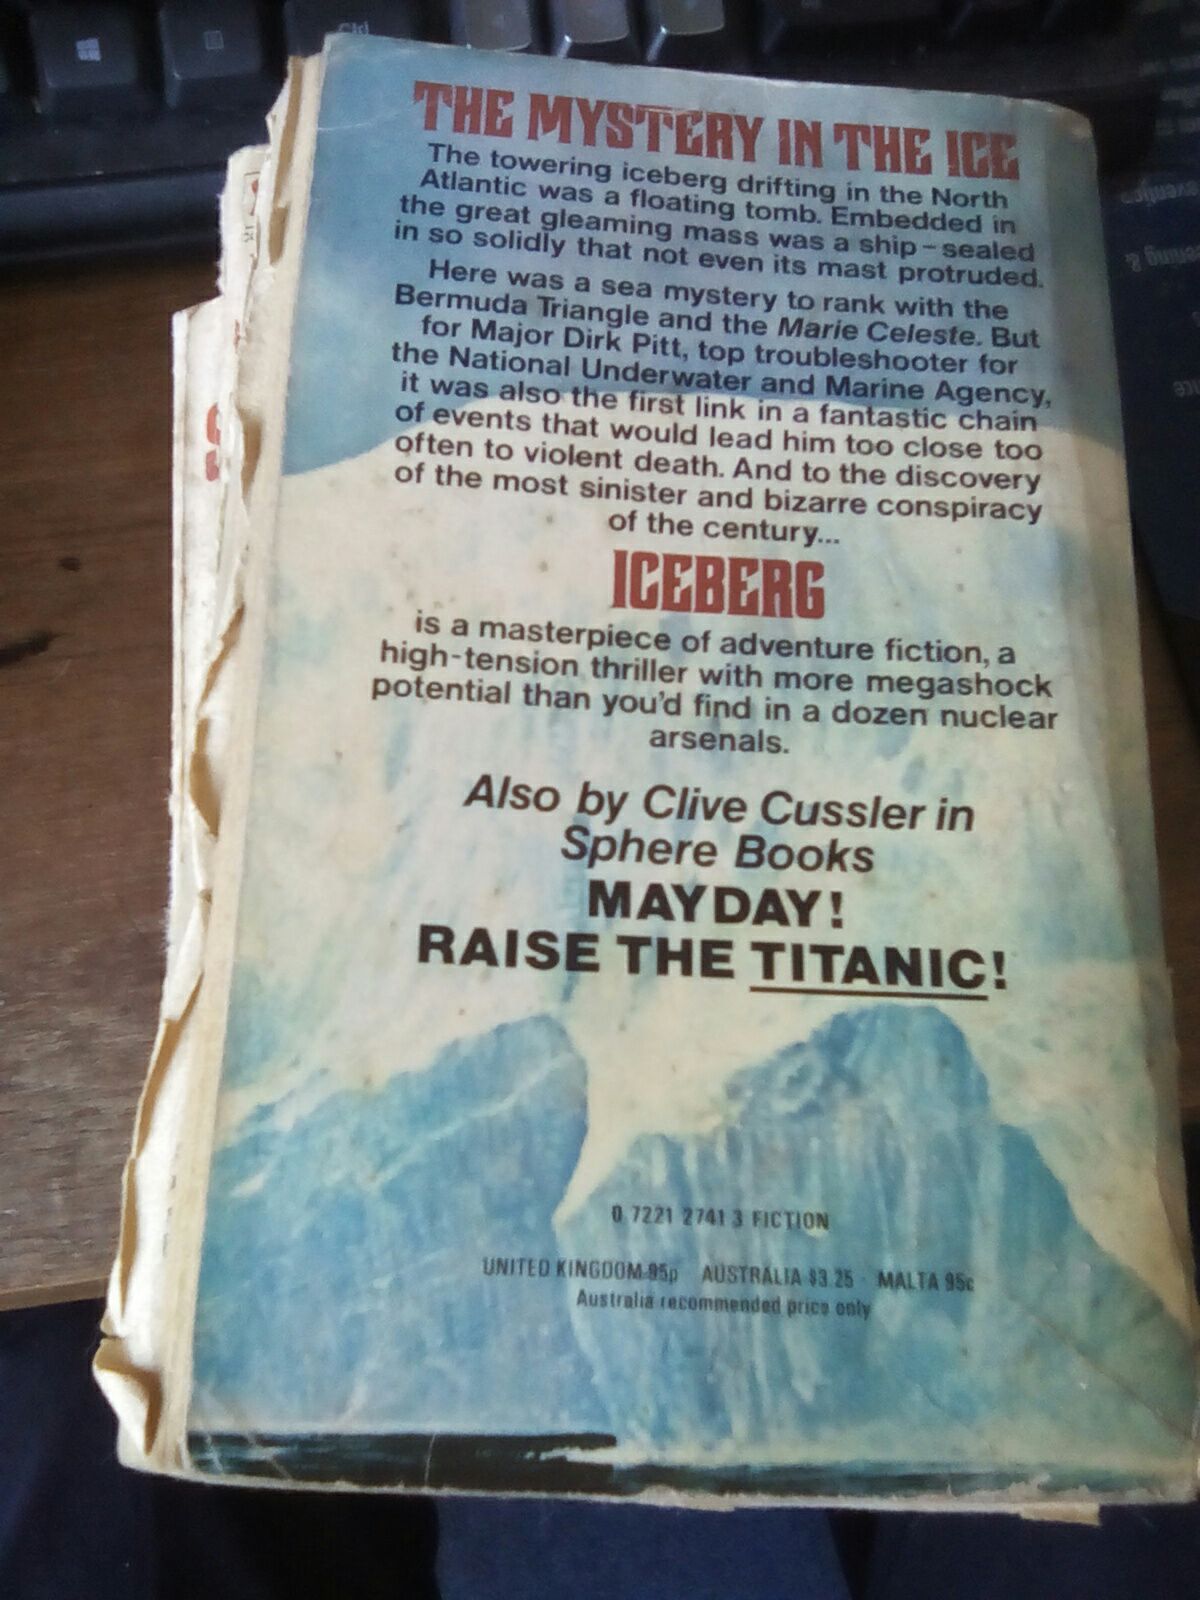 Ctrl
THE MYSTERY IN THE ICE
The towering iceberg drifting in the North
Atlantic was a floating tomb. Embedded in
the great gleaming mass was a ship – sealed
in so solidly that not even its mast protruded.
Here was a sea mystery to rank with the
Bermuda Triangle and the Marie Celeste. But
for Major Dirk Pitt, top troubleshooter for
the National Underwater and Marine Agency,
it was also the first link in a fantastic chain
of events that would lead him too close too
often to violent death. And to the discovery
of the most sinister and bizarre conspiracy
of the century...
ICEBERG
is a masterpiece of adventure fiction, a
high-tension thriller with more megashock
potential than you'd find in a dozen nuclear
arsenals.
Also by Clive Cussler in
Sphere Books
MAYDAY!
RAISE THE TITANIC!
0 7221 2741 3 FICTION
UNITED KINGDOM 95p AUSTRALIA $3.25 · MALTA 95c
Australia recommended price only
S